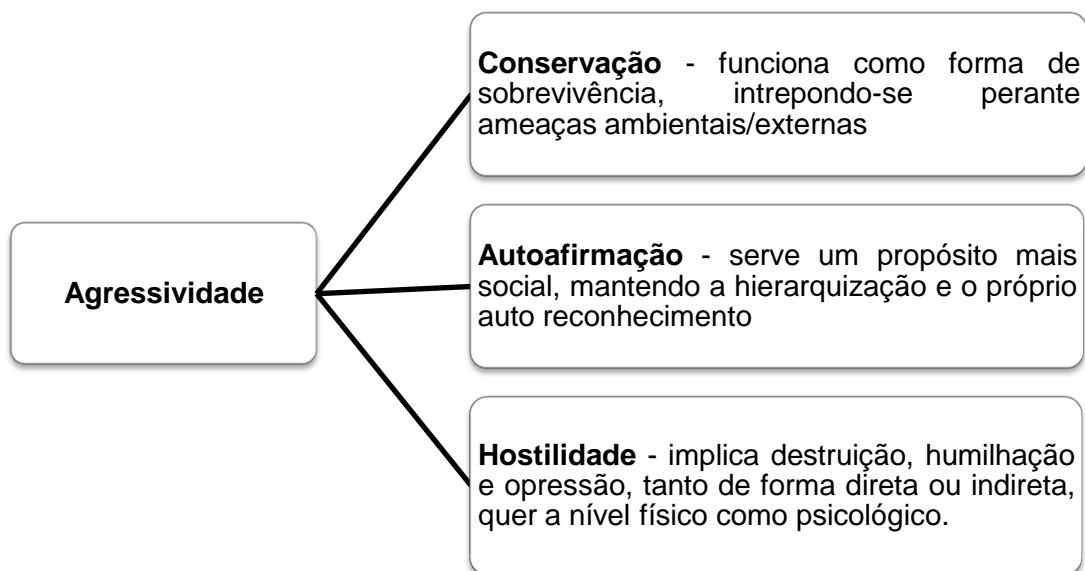 Conservação - funciona como forma de
sobrevivência, intrepondo-se perante
ameaças ambientais/externas
Agressividade
Autoafirmação - serve um propósito mais
social, mantendo a hierarquização e o próprio
auto reconhecimento
Hostilidade - implica destruição, humilhação
e opressão, tanto de forma direta ou indireta,
quer a nível físico como psicológico.